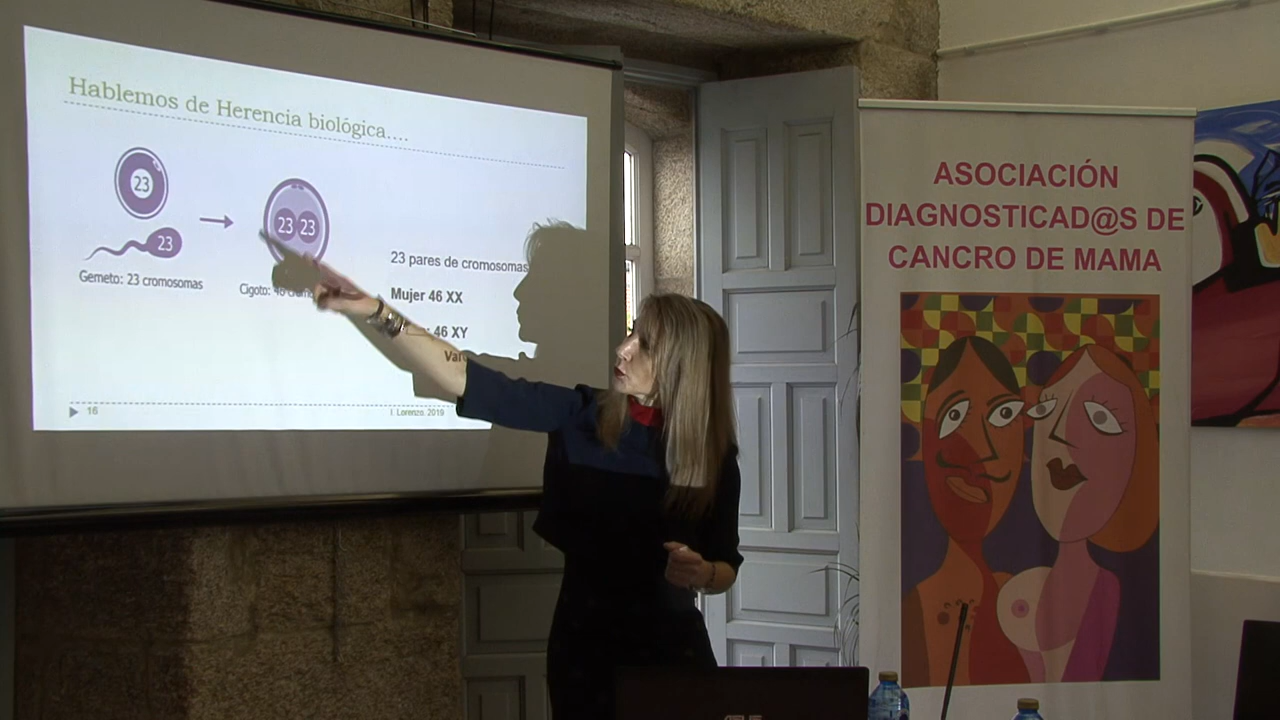 Hablemos de Herencia biológica....
23
23
Gemeto: 23 cromosomas
23 23
Cigoto: 46
23 pares de cromosomas
Mujer 46 XX
46 XY
16
I. Lorenzo, 2019
ASOCIACIÓN
DIAGNOSTICAD@S DE
CANCRO DE MAMA